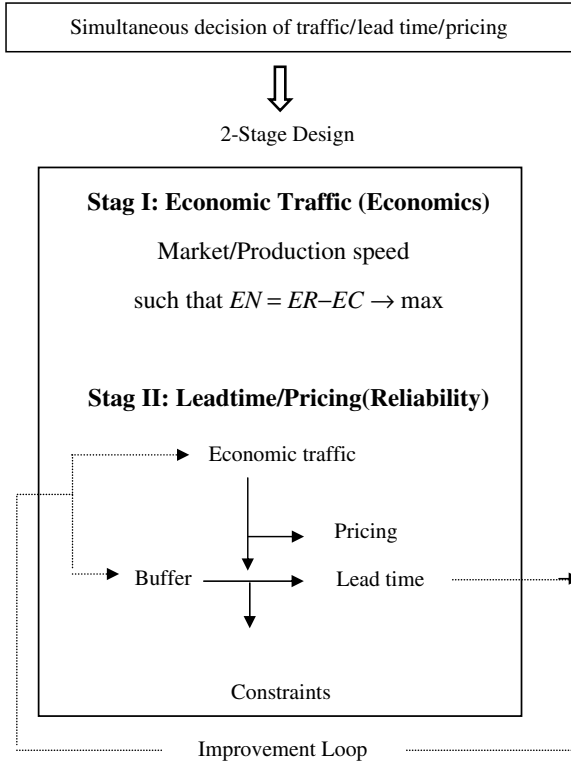 Simultaneous decision of traffic/lead time/pricing
2-Stage Design
Stag I: Economic Traffic (Economics)
Market/Production speed
such that EN = ER–EC → max
Stag II: Leadtime/Pricing(Reliability)
Economic traffic
Pricing
Buffer
Lead time
Constraints
Improvement Loop